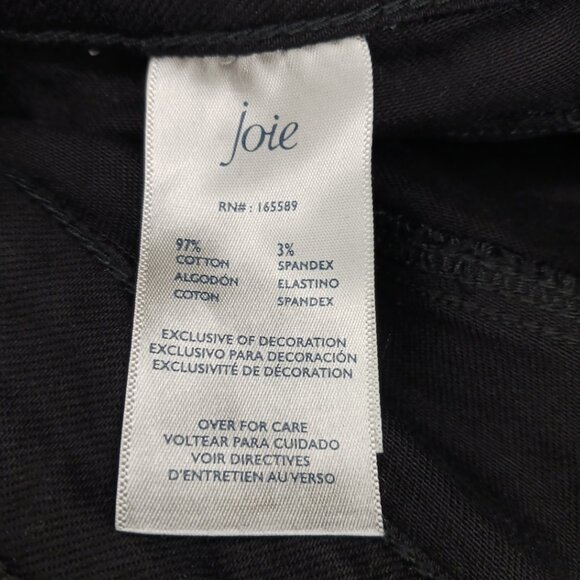 joie
RN# : 165589
97% 3%
COTTON SPANDEX
ALGODÓN ELASTINO
COTON SPANDEX
EXCLUSIVE OF DECORATION
EXCLUSIVO PARA DECORACIÓN
EXCLUSIVITÉ DE DÉCORATION
OVER FOR CARE
VOLTEAR PARA CUIDADO
VOIR DIRECTIVES
D'ENTRETIEN AU VERSO